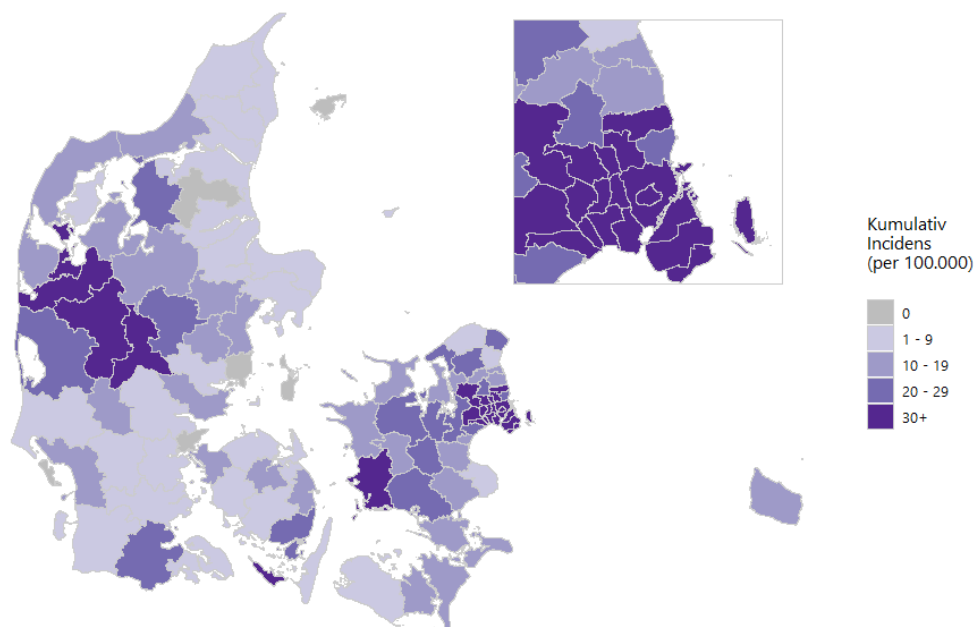 Kumulativ
Incidens
(per 100.000)
0
1 - 9
10 - 19
20 - 29
30+